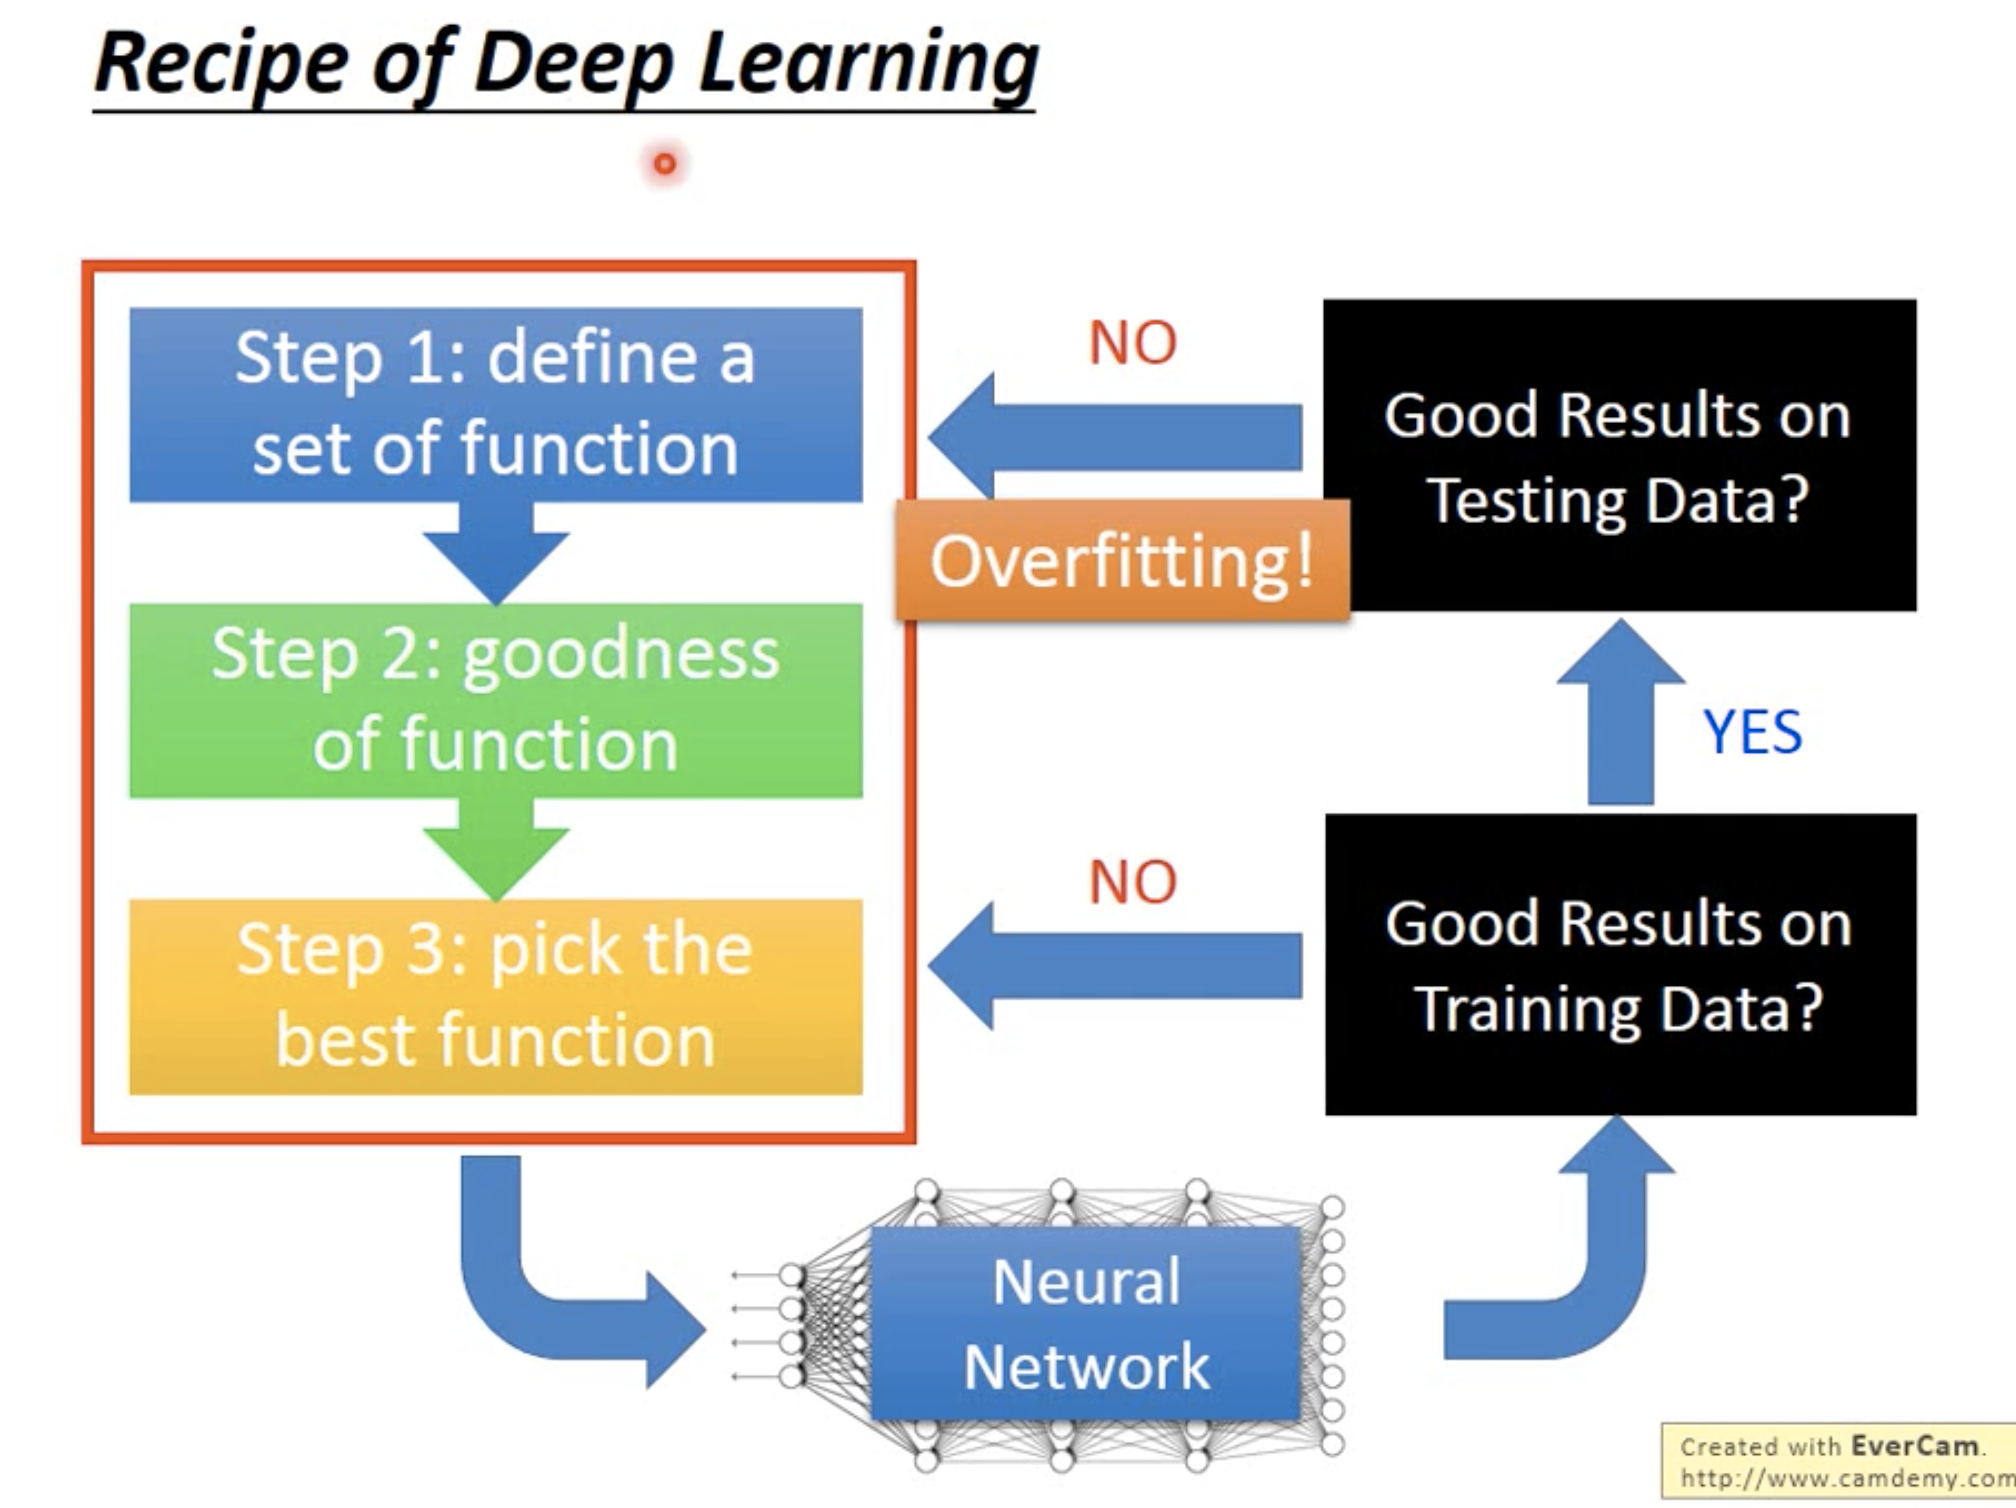 Recipe of Deep Learning
Step 1: define a
set of function
Step 2: goodness
of function
Step 3: pick the
best function
NO
Good Results on
Testing Data?
Overfitting!
YES
NO
Good Results on
Training Data?
Neural
Network
Created with EverCam.
http://www.camdemy.com